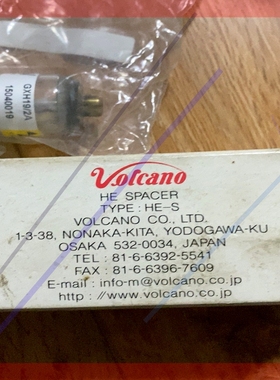 GXH19/2A
15040019
Volcano
HE SPACER
TYPE : HE-S
VOLCANO CO., LTD.
1-3-38, NONAKA-KITA, YODOGAWA-KU
OSAKA 532-0034, JAPAN
TEL : 81-6-6392-5541
FAX : 81-6-6396-7609
E-mail : info-m@volcano.co.jp
http : //www.volcano.co.jp